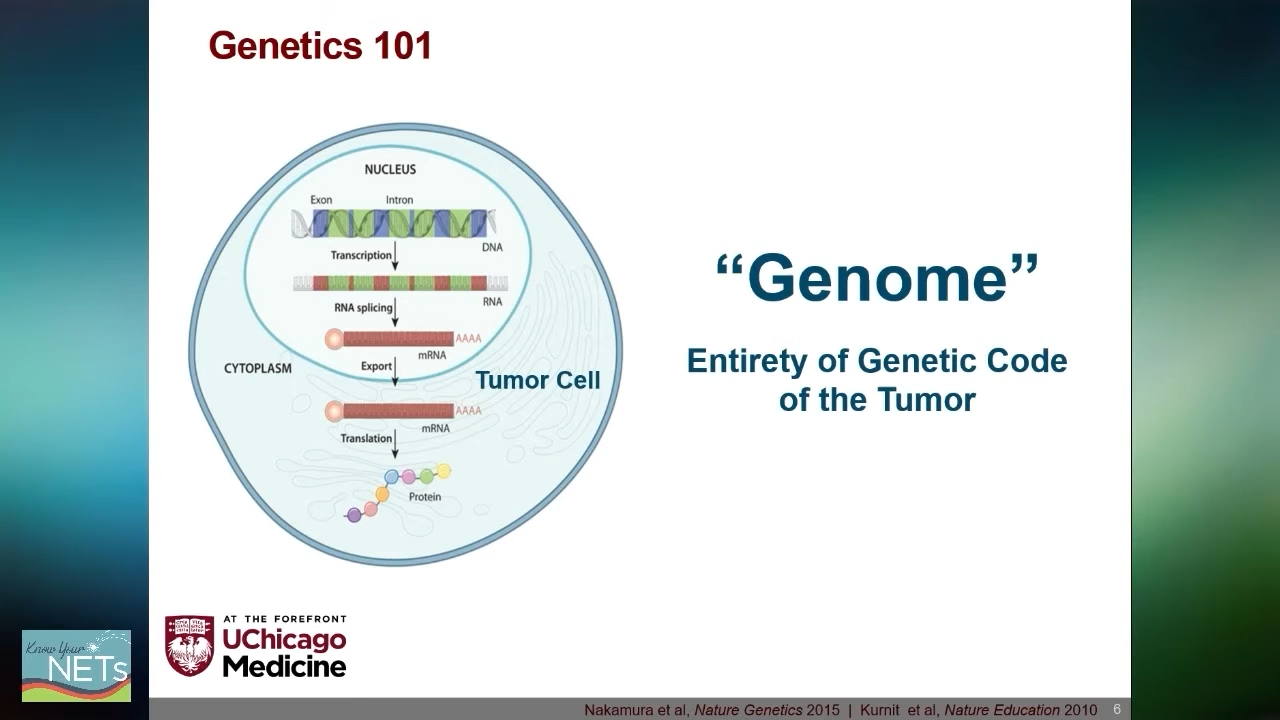 Genetics 101
NUCLEUS
Exon
Intron
DNA
Transcription
RNA
RNA splicing
AAAA
mRNA
Export
CYTOPLASM
Tumor Cell
AAAA
mRNA
Translation
Protein
“Genome”
Entirety of Genetic Code
of the Tumor
AT THE FOREFRONT
UChicago
Medicine
Know Your
NETs
Nakamura et al, Nature Genetics 2015 | Kurnit et al, Nature Education 2010 6